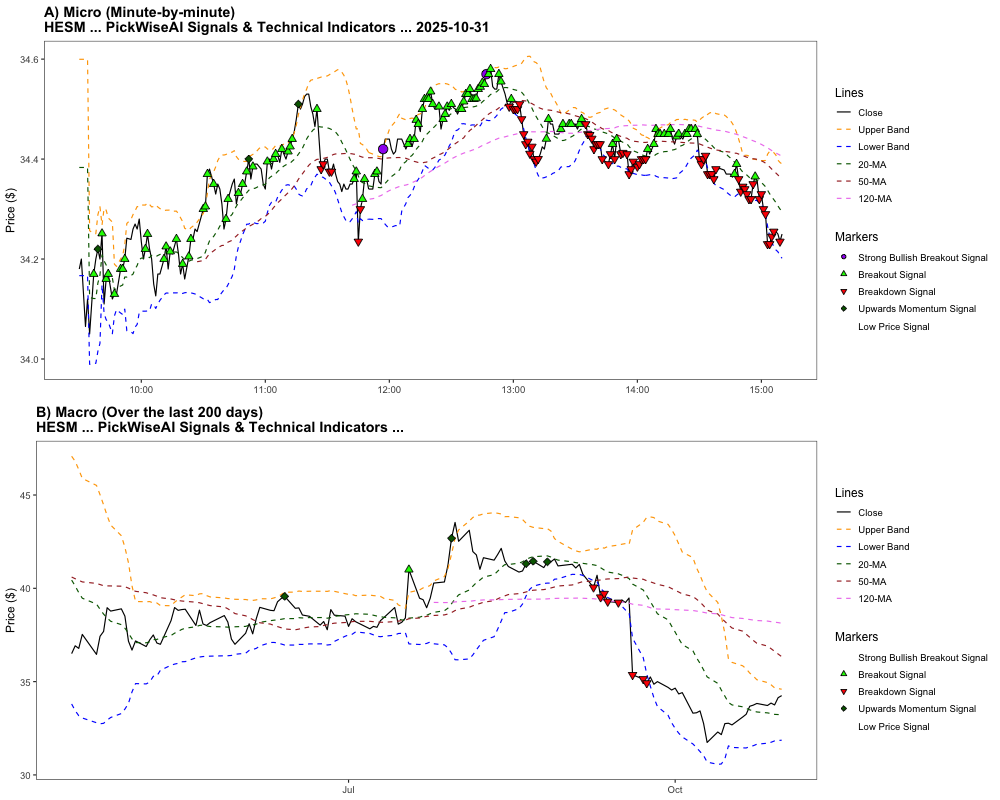 A) Micro (Minute-by-minute)
HESM ... PickWiseAI Signals & Technical Indicators ... 2025-10-31
Price ($)
34.6
34.4
34.2
34.0
10:00
11:00
12:00
13:00
14:00
15:00
Lines
Close
Upper Band
Lower Band
20-MA
50-MA
120-MA
Markers
Strong Bullish Breakout Signal
Breakout Signal
Breakdown Signal
Upwards Momentum Signal
Low Price Signal
B) Macro (Over the last 200 days)
HESM ... PickWiseAI Signals & Technical Indicators ...
Price ($)
45
40
35
30
Jul
Oct
Lines
Close
Upper Band
Lower Band
20-MA
50-MA
120-MA
Markers
Strong Bullish Breakout Signal
Breakout Signal
Breakdown Signal
Upwards Momentum Signal
Low Price Signal